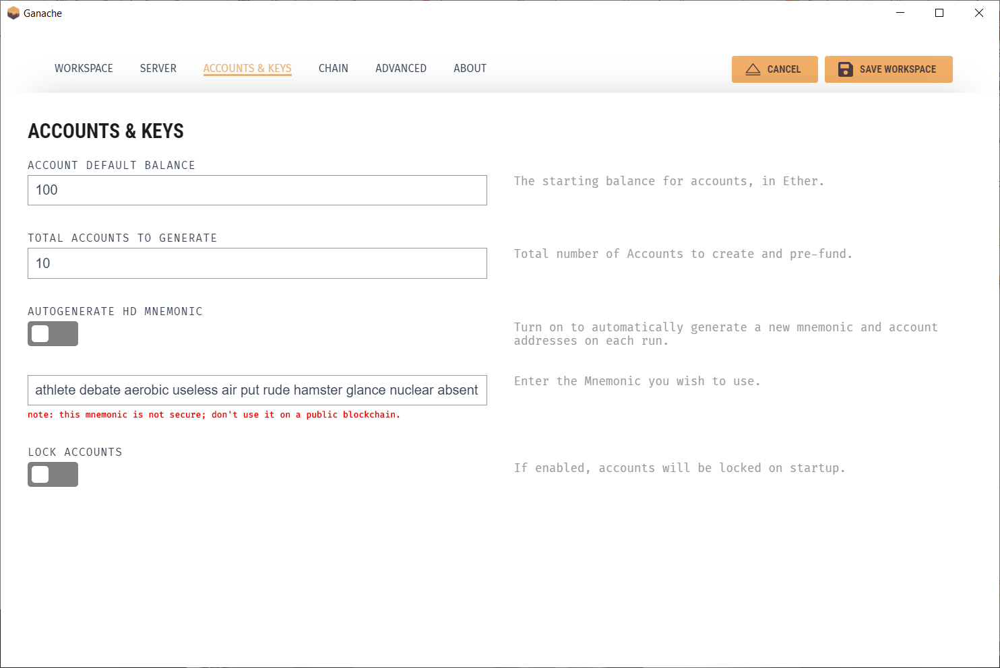 Ganache
WORKSPACE SERVER ACCOUNTS & KEYS CHAIN ADVANCED ABOUT CANCEL SAVE WORKSPACE
ACCOUNTS & KEYS
ACCOUNT DEFAULT BALANCE
100
The starting balance for accounts, in Ether.
TOTAL ACCOUNTS TO GENERATE
10
Total number of Accounts to create and pre-fund.
AUTOGENERATE HD MNEMONIC
Turn on to automatically generate a new mnemonic and account
addresses on each run.
athlete debate aerobic useless air put rude hamster glance nuclear absent
Enter the Mnemonic you wish to use.
note: this mnemonic is not secure; don't use it on a public blockchain.
LOCK ACCOUNTS
If enabled, accounts will be locked on startup.